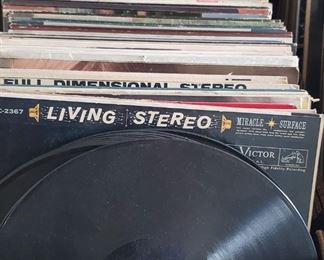 FULL DIMENSIONAL STEREO
C-2367
LIVING STEREO
MIRACLE SURFACE
VICTOR